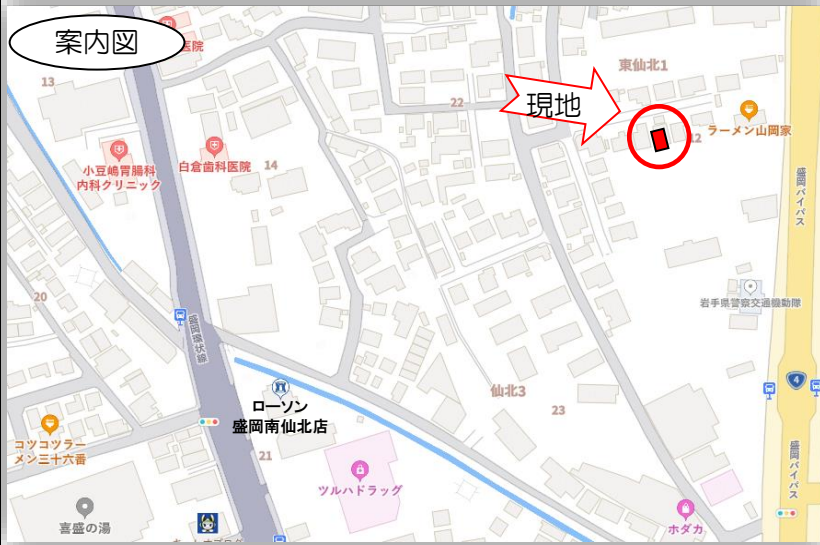 案内図
医院
13
東仙北1
22
現地
12
ラーメン山岡家
小豆嶋胃腸科
内科クリニック
白倉歯科医院
14
盛岡バイパス
20
岩手県警察交通機動隊
盛岡環状線
仙北3
4
ローソン
盛岡南仙北店
23
コツコツラー
メン三十六番
21
ツルハドラッグ
盛岡バイパス
喜盛の湯
ホダカ